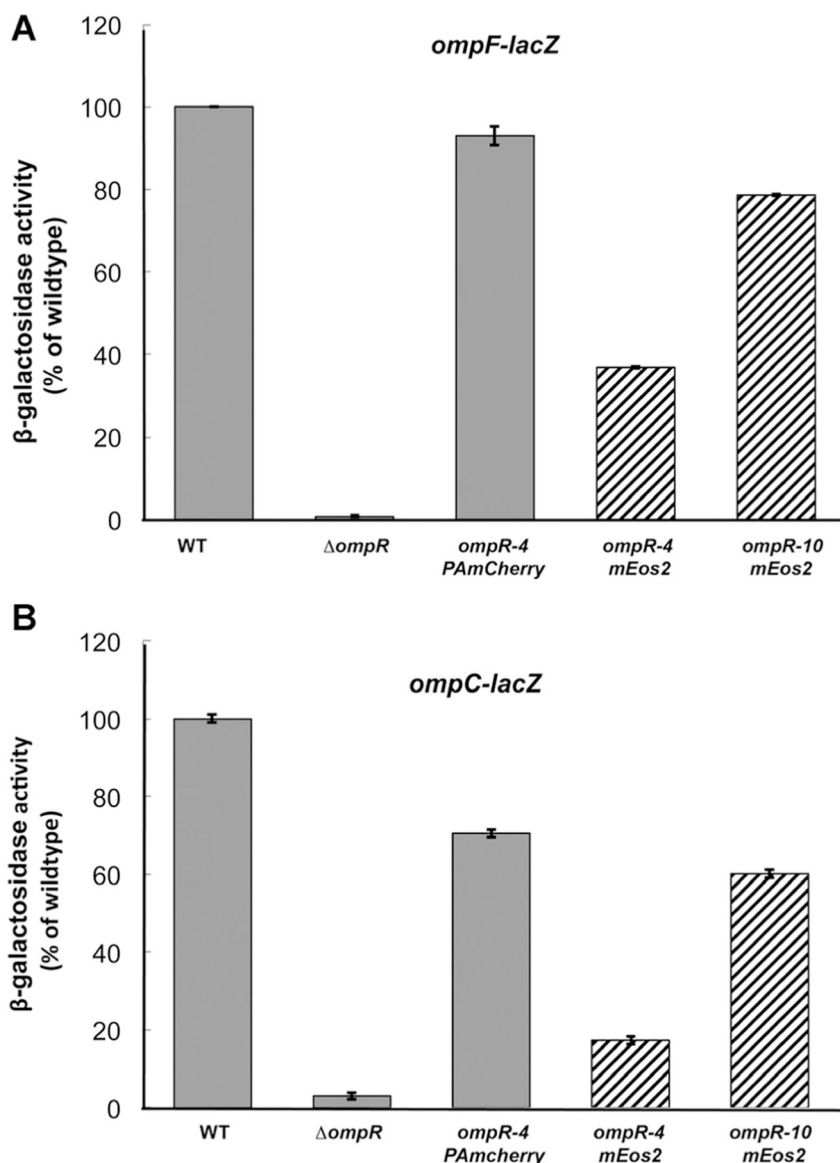 A
ompF-lacZ
β-galactosidase activity
(% of wildtype)
120
100
80
60
40
20
0
WT
ΔompR
ompR-4
PAmCherry
ompR-4
mEos2
ompR-10
mEos2
B
ompC-lacZ
β-galactosidase activity
(% of wildtype)
120
100
80
60
40
20
0
WT
ΔompR
ompR-4
PAmcherry
ompR-4
mEos2
ompR-10
mEos2